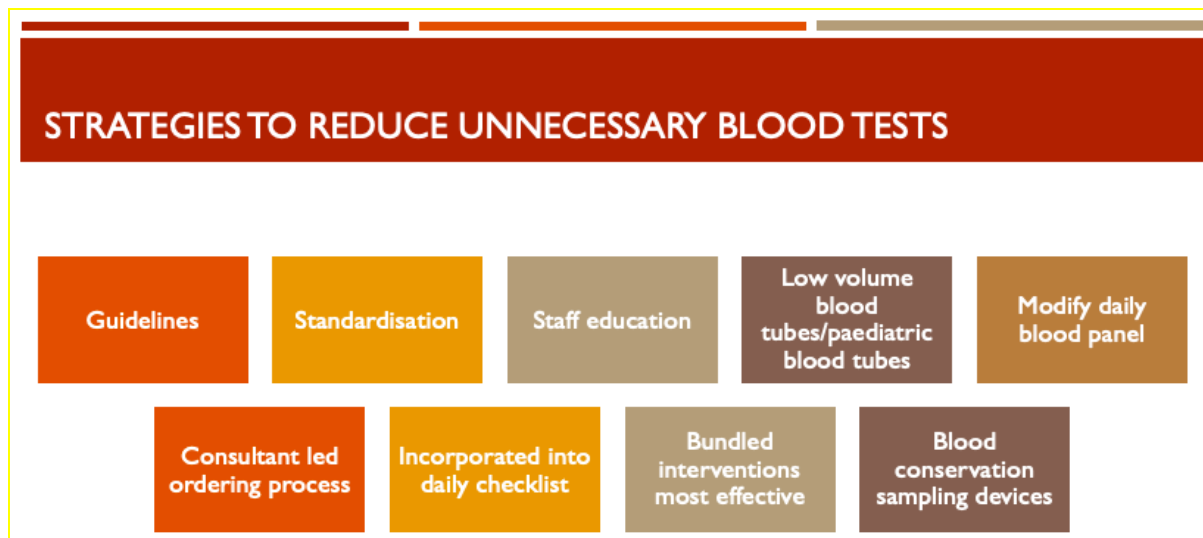 STRATEGIES TO REDUCE UNNECESSARY BLOOD TESTS
Guidelines
Standardisation
Staff education
Low volume
blood
tubes/paediatric
blood tubes
Modify daily
blood panel
Consultant led
ordering process
Incorporated into
daily checklist
Bundled
interventions
most effective
Blood
conservation
sampling devices